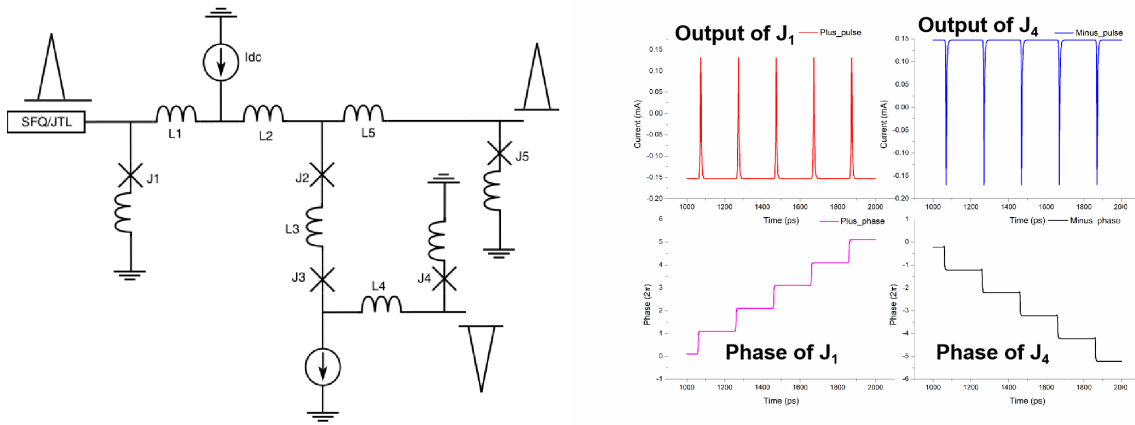 Idc
SFQ/JTL
L1
L2
L5
J1
J2
J5
L3
J3
L4
J4
Output of J1
Plus_pulse
0.15
0.10
0.05
0.00
-0.05
-0.10
-0.15
-0.20
Current (mA)
1000 1200 1400 1600 1800 2000
Time (ps)
Output of J4
Minus_pulse
0.15
0.10
0.05
0.00
-0.05
-0.10
-0.15
-0.20
Current (mA)
1000 1200 1400 1600 1800 2000
Time (ps)
Plus_phase
6
5
4
3
2
1
0
-1
Phase (2π)
Phase of J1
1000 1200 1400 1600 1800 2000
Time (ps)
Minus_phase
1
0
-1
-2
-3
-4
-5
-6
Phase (2π)
Phase of J4
1000 1200 1400 1600 1800 2000
Time (ps)